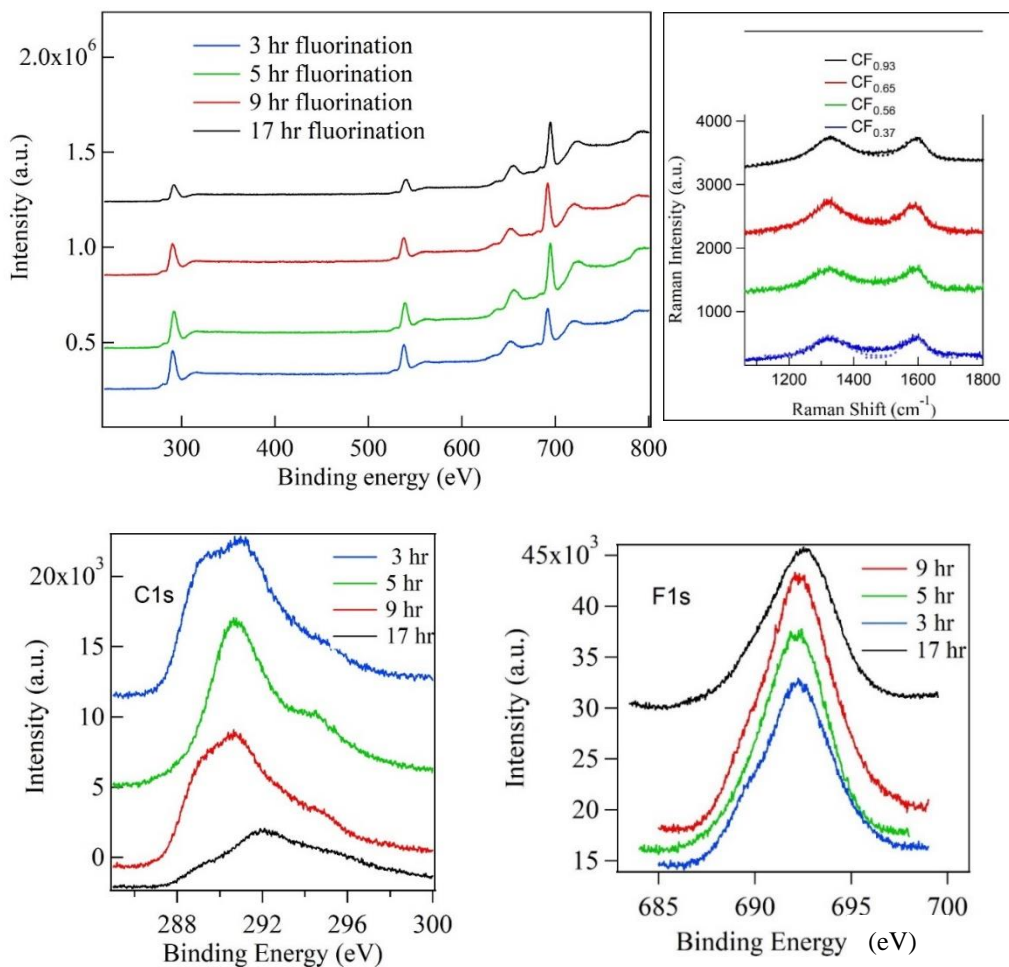 2.0x10⁶
1.5
1.0
0.5
Intensity (a.u.)
3 hr fluorination
5 hr fluorination
9 hr fluorination
17 hr fluorination
300
400
500
600
700
800
Binding energy (eV)
CF₀.₉₃
CF₀.₆₅
CF₀.₅₆
CF₀.₃₇
4000
3000
2000
1000
Raman Intensity (a.u.)
1200
1400
1600
1800
Raman Shift (cm⁻¹)
20x10³
15
10
5
0
Intensity (a.u.)
C1s
3 hr
5 hr
9 hr
17 hr
288
292
296
300
Binding Energy (eV)
45x10³
40
35
30
25
20
15
Intensity (a.u.)
F1s
9 hr
5 hr
3 hr
17 hr
685
690
695
700
Binding Energy (eV)